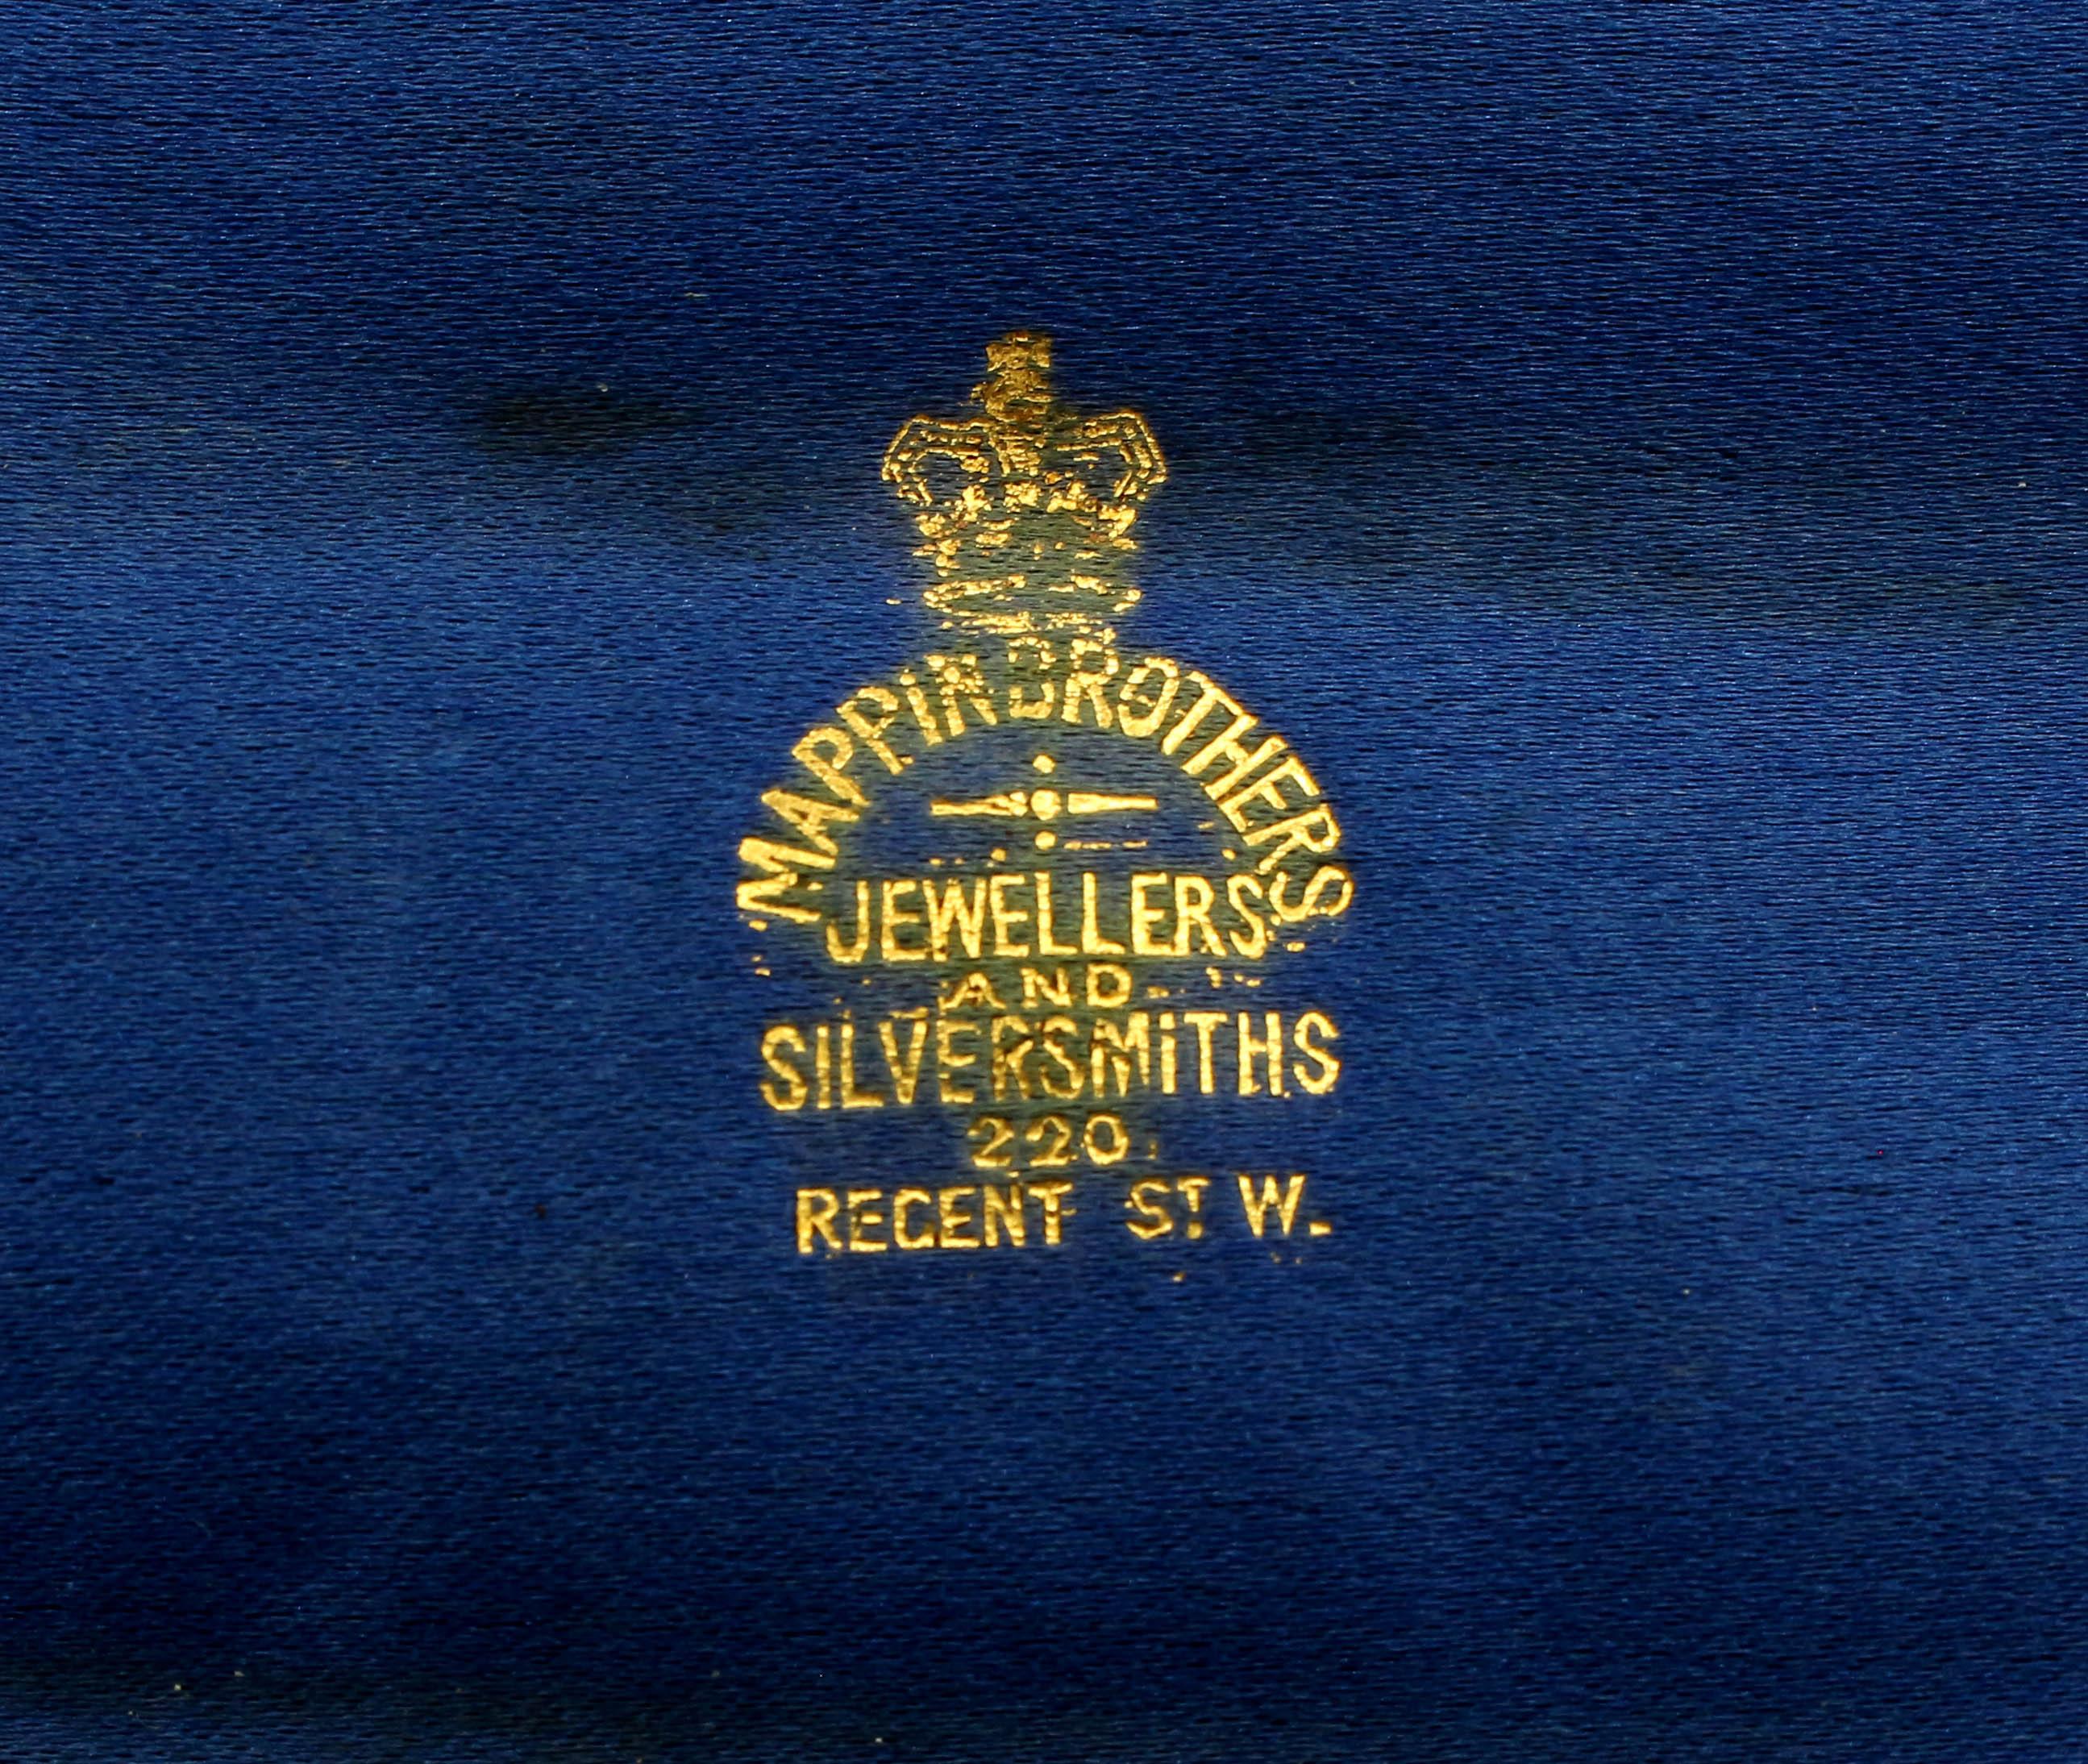 MAPPIN BROTHERS
JEWELLERS
AND
SILVERSMITHS
220
REGENT ST W.